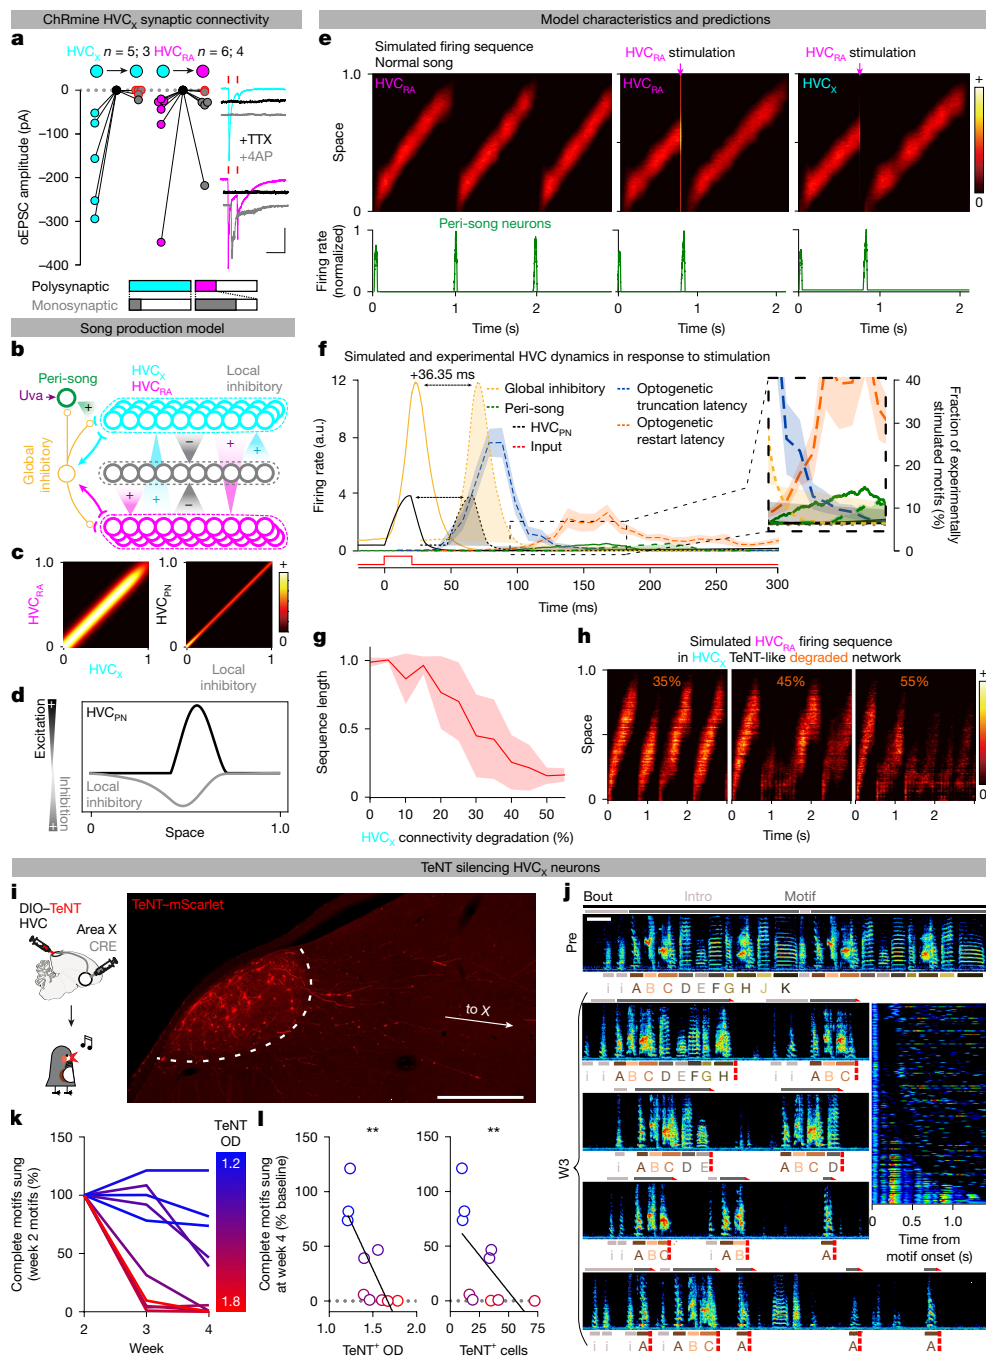 ChRmine HVCX synaptic connectivity
a
HVCX n = 5; 3 HVCRA n = 6; 4
oEPSC amplitude (pA)
0
−100
−200
−300
−400
+TTX
+4AP
Polysynaptic
Monosynaptic
Song production model
b
Peri-song
Uva
Global inhibitory
HVCX
HVCRA
Local inhibitory
+
−
+
+
+
+
−
+
c
HVCRA
1.0
0
0 1
HVCX
HVCPN
1.0
0
0 1
Local inhibitory
+
0
d
Excitation
Inhibition
+
+
HVCPN
Local inhibitory
0 1.0
Space
Model characteristics and predictions
e
Simulated firing sequence
Normal song
HVCRA stimulation
HVCRA stimulation
HVCRA
HVCRA
HVCX
Space
1.0
0
+
0
Peri-song neurons
Firing rate (normalized)
1
0
0 1 2
0 1 2
0 1 2
Time (s)
Time (s)
Time (s)
f
Simulated and experimental HVC dynamics in response to stimulation
+36.35 ms
Global inhibitory
Peri-song
HVCPN
Input
Optogenetic truncation latency
Optogenetic restart latency
Firing rate (a.u.)
12
8
4
0
0 50 100 150 200 250 300
Time (ms)
Fraction of experimentally stimulated motifs (%)
40
30
20
10
0
g
Sequence length
1.0
0.5
0
0 10 20 30 40 50
HVCX connectivity degradation (%)
h
Simulated HVCRA firing sequence
in HVCX TeNT-like degraded network
35%
45%
55%
Space
1.0
0
0 1 2
0 1 2
0 1 2
Time (s)
+
0
TeNT silencing HVCX neurons
i
DIO–TeNT
HVC
Area X
CRE
TeNT–mScarlet
to X
j
Bout
Intro
Motif
Pre
i i A B C D E F G H J K
W3
i i A B C D E F G H i i A B C
i A B C D E A B C D
i i A B C i A B A
i i A i A B C A A A
0 0.5 1.0
Time from motif onset (s)
k
Complete motifs sung (week 2 motifs) (%)
150
100
50
0
2 3 4
Week
TeNT OD
1.2
1.8
l
Complete motifs sung at week 4 (% baseline)
**
150
100
50
0
1.0 1.5 2.0
TeNT+ OD
**
150
100
50
0
0 25 50 75
TeNT+ cells